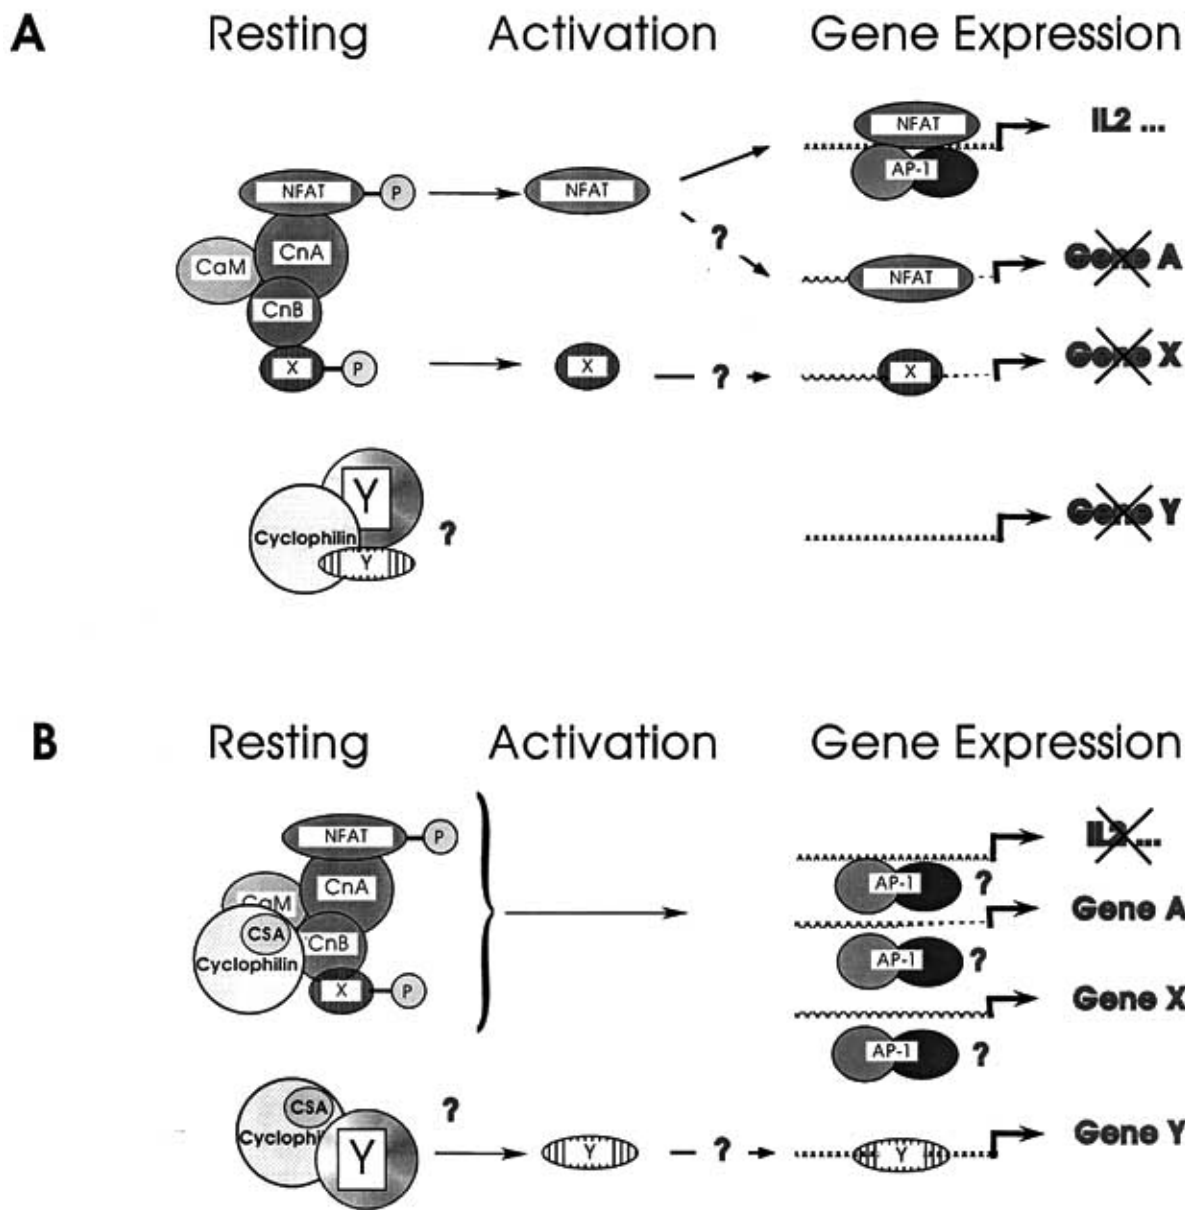 A Resting Activation Gene Expression
NFAT
IL2 ...
AP-1
NFAT P
NFAT
CnA
?
CaM
Gene A
NFAT
CnB
X P
X
?
X
Gene X
Y
Cyclophilin
?
Y
Gene Y
B Resting Activation Gene Expression
NFAT P
IL2 ...
CnA
AP-1 ?
CaM
Gene A
CSA
CnB
Cyclophilin
AP-1 ?
X P
Gene X
AP-1 ?
CSA
?
Cyclophi
Y
Y
?
Y
Gene Y